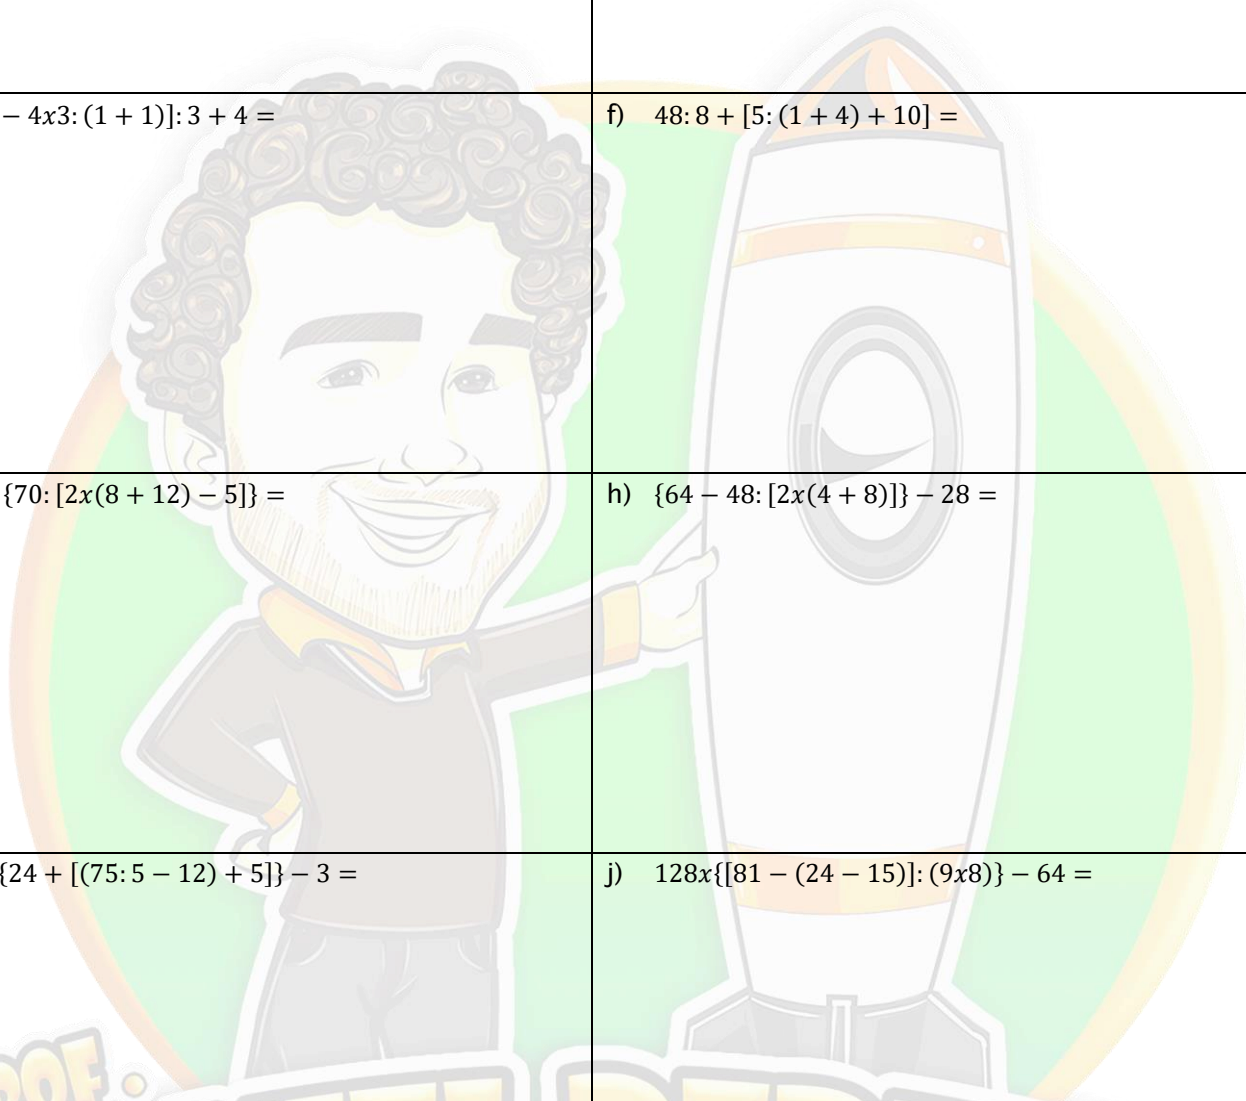 − 4x3: (1 + 1)]: 3 + 4 =
f) 48: 8 + [5: (1 + 4) + 10] =
{70: [2x(8 + 12) − 5]} =
h) {64 − 48: [2x(4 + 8)]} − 28 =
{24 + [(75: 5 − 12) + 5]} − 3 =
j) 128x{[81 − (24 − 15)]: (9x8)} − 64 =